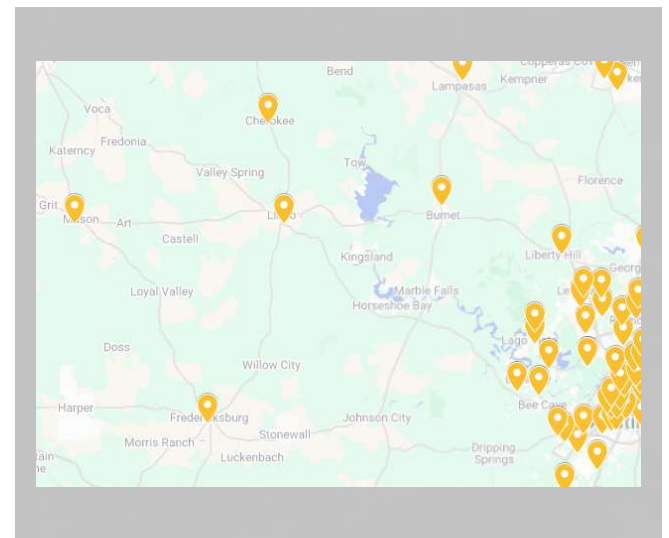 Bend
Kempner
Lampasas
Voca
Cherokee
Fredonia
Katemcy
Tow
Valley Spring
Florence
Grit
Mason
Art
Llano
Burnet
Castell
Liberty Hill
Kingsland
Georg
Loyal Valley
Marble Falls
Horseshoe Bay
Lago
Doss
Willow City
Harper
Fredericksburg
Johnson City
Bee Cave
Stonewall
Morris Ranch
Luckenbach
Dripping
Springs